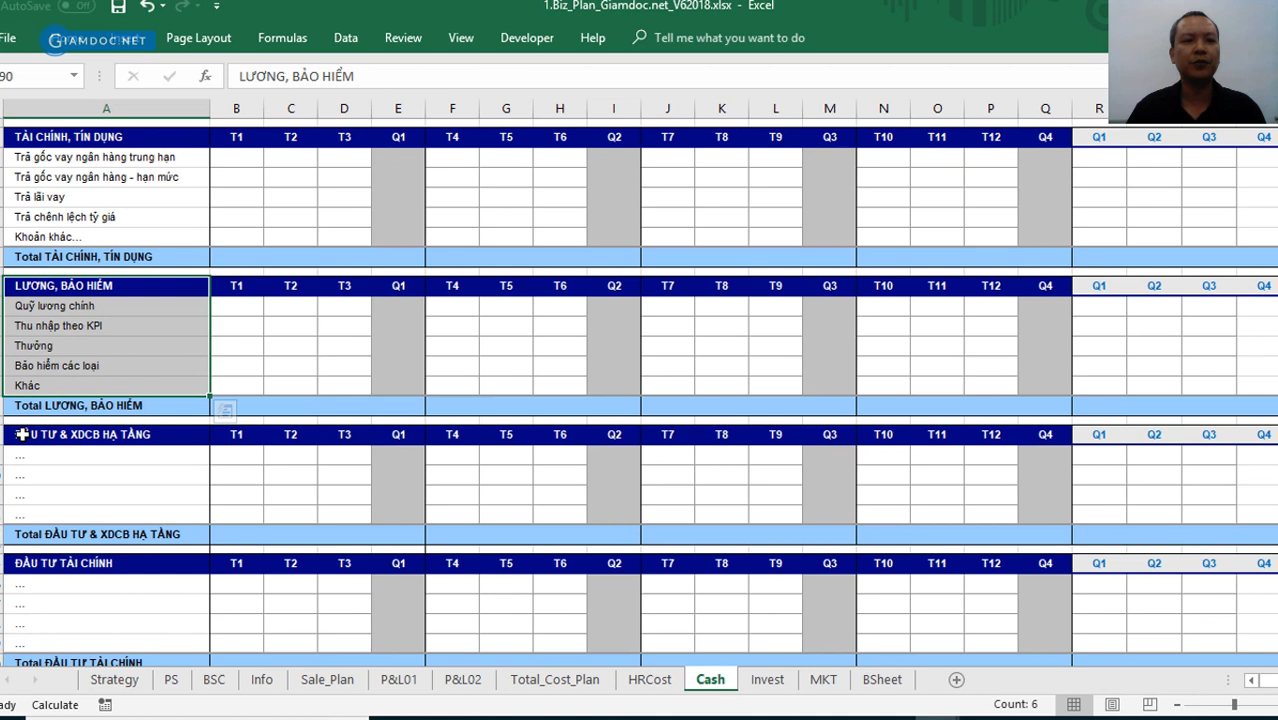 AutoSave Off
1.Biz_Plan_Giamdoc.net_V62018.xlsx - Excel
File GIAMDOC.NET Page Layout Formulas Data Review View Developer Help Tell me what you want to do
90 fx LƯƠNG, BẢO HIỂM
A B C D E F G H I J K L M N O P Q R
TÀI CHÍNH, TÍN DỤNG T1 T2 T3 Q1 T4 T5 T6 Q2 T7 T8 T9 Q3 T10 T11 T12 Q4 Q1 Q2 Q3 Q4
Trả gốc vay ngân hàng trung hạn
Trả gốc vay ngân hàng - hạn mức
Trả lãi vay
Trả chênh lệch tỷ giá
Khoản khác...
Total TÀI CHÍNH, TÍN DỤNG
LƯƠNG, BẢO HIỂM T1 T2 T3 Q1 T4 T5 T6 Q2 T7 T8 T9 Q3 T10 T11 T12 Q4 Q1 Q2 Q3 Q4
Quỹ lương chính
Thu nhập theo KPI
Thưởng
Bảo hiểm các loại
Khác
Total LƯƠNG, BẢO HIỂM
U TƯ & XDCB HẠ TẦNG T1 T2 T3 Q1 T4 T5 T6 Q2 T7 T8 T9 Q3 T10 T11 T12 Q4 Q1 Q2 Q3 Q4
...
...
...
...
Total ĐẦU TƯ & XDCB HẠ TẦNG
ĐẦU TƯ TÀI CHÍNH T1 T2 T3 Q1 T4 T5 T6 Q2 T7 T8 T9 Q3 T10 T11 T12 Q4 Q1 Q2 Q3 Q4
...
...
...
...
Total ĐẦU TƯ TÀI CHÍNH
Strategy PS BSC Info Sale_Plan P&L01 P&L02 Total_Cost_Plan HRCost Cash Invest MKT BSheet
ady Calculate Count: 6